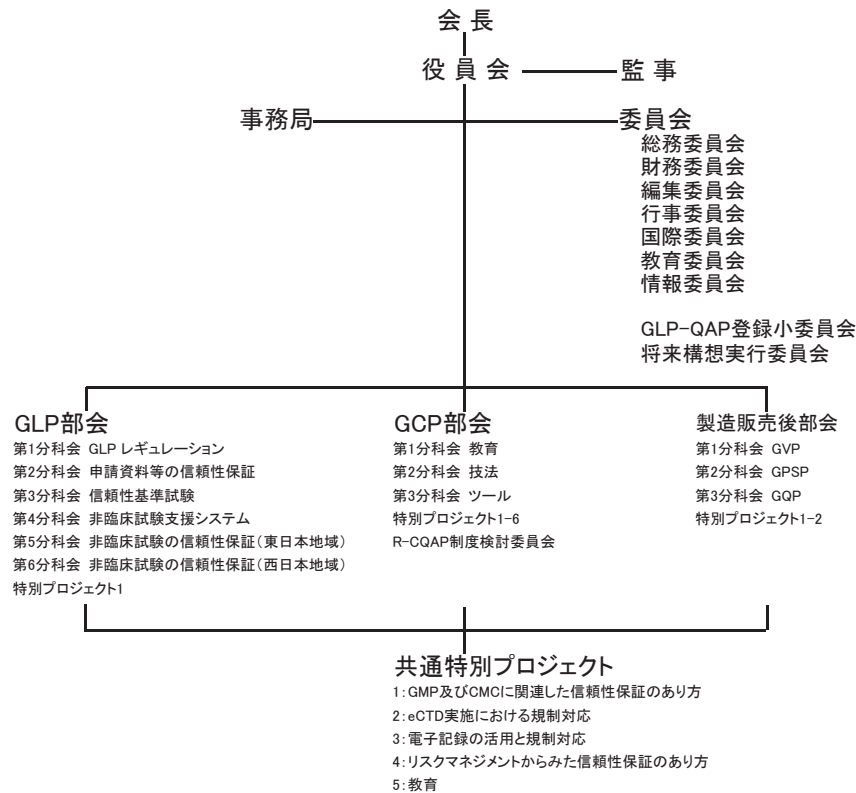 会 長
役 員 会
監 事
事務局
委員会
総務委員会
財務委員会
編集委員会
行事委員会
国際委員会
教育委員会
情報委員会
GLP-QAP登録小委員会
将来構想実行委員会
GLP部会
第1分科会 GLP レギュレーション
第2分科会 申請資料等の信頼性保証
第3分科会 信頼性基準試験
第4分科会 非臨床試験支援システム
第5分科会 非臨床試験の信頼性保証（東日本地域）
第6分科会 非臨床試験の信頼性保証（西日本地域）
特別プロジェクト1
GCP部会
第1分科会 教育
第2分科会 技法
第3分科会 ツール
特別プロジェクト1-6
R-CQAP制度検討委員会
製造販売後部会
第1分科会 GVP
第2分科会 GPSP
第3分科会 GQP
特別プロジェクト1-2
共通特別プロジェクト
1：GMP及びCMCに関連した信頼性保証のあり方
2：eCTD実施における規制対応
3：電子記録の活用と規制対応
4：リスクマネジメントからみた信頼性保証のあり方
5：教育